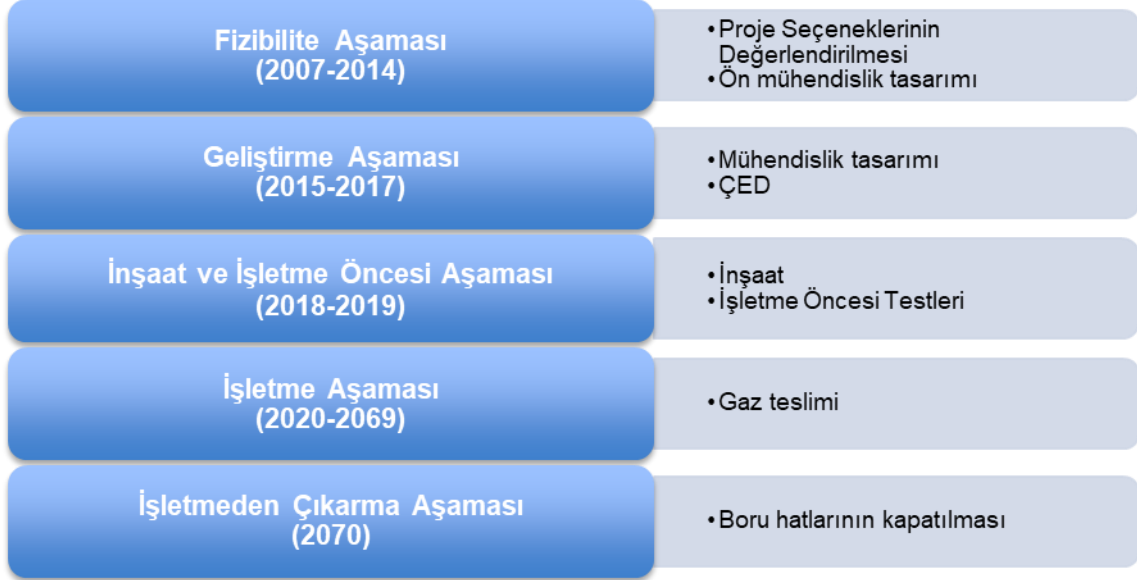 Fizibilite Aşaması
(2007-2014)
•Proje Seçeneklerinin
Değerlendirilmesi
•Ön mühendislik tasarımı
Geliştirme Aşaması
(2015-2017)
•Mühendislik tasarımı
•ÇED
İnşaat ve İşletme Öncesi Aşaması
(2018-2019)
•İnşaat
•İşletme Öncesi Testleri
İşletme Aşaması
(2020-2069)
•Gaz teslimi
İşletmeden Çıkarma Aşaması
(2070)
•Boru hatlarının kapatılması